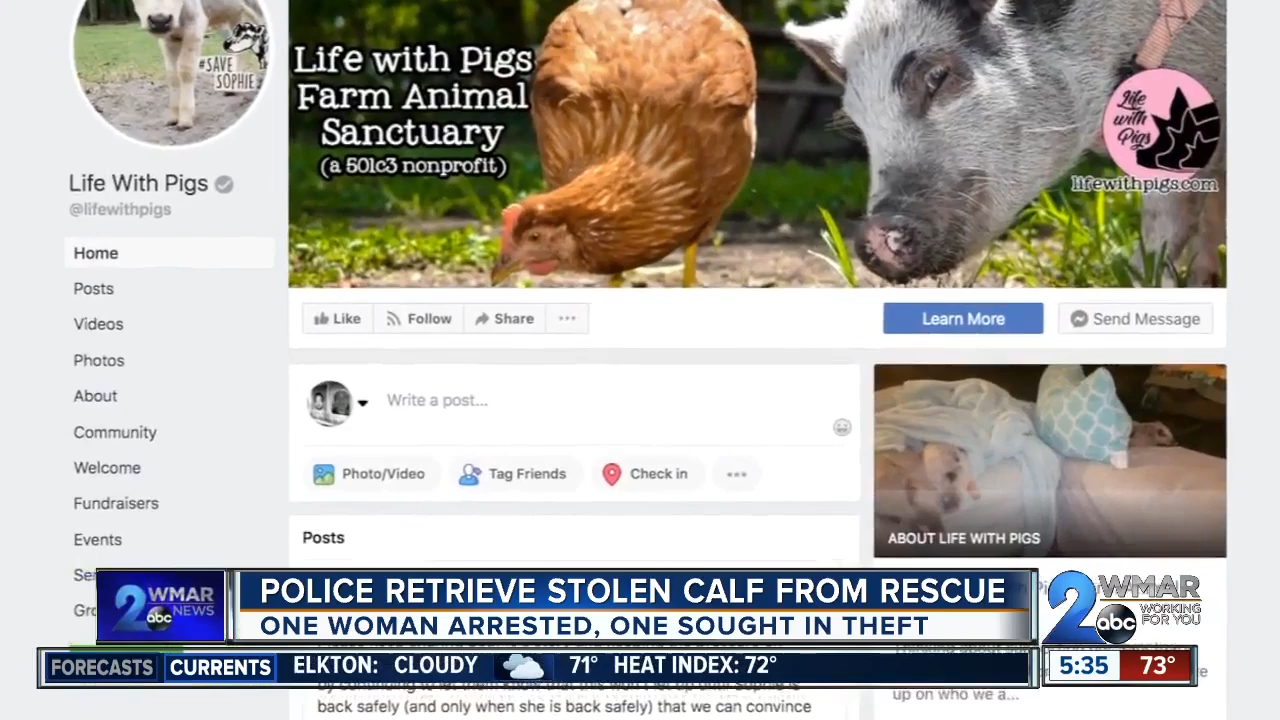 #SAVE
SOPHIE
Life with Pigs
Farm Animal
Sanctuary
(a 501c3 nonprofit)
Life
with
Pigs
lifewithpigs.com
Life With Pigs
@lifewithpigs
Home
Posts
Videos
Photos
About
Community
Welcome
Fundraisers
Events
Like
Follow
Share
Learn More
Send Message
Write a post...
Photo/Video
Tag Friends
Check in
Posts
ABOUT LIFE WITH PIGS
2 WMAR
abc NEWS
POLICE RETRIEVE STOLEN CALF FROM RESCUE
ONE WOMAN ARRESTED, ONE SOUGHT IN THEFT
2 WMAR
abc WORKING
FOR YOU
FORECASTS CURRENTS ELKTON: CLOUDY 71° HEAT INDEX: 72°
5:35 73°
back safely (and only when she is back safely) that we can convince
up on who we a...